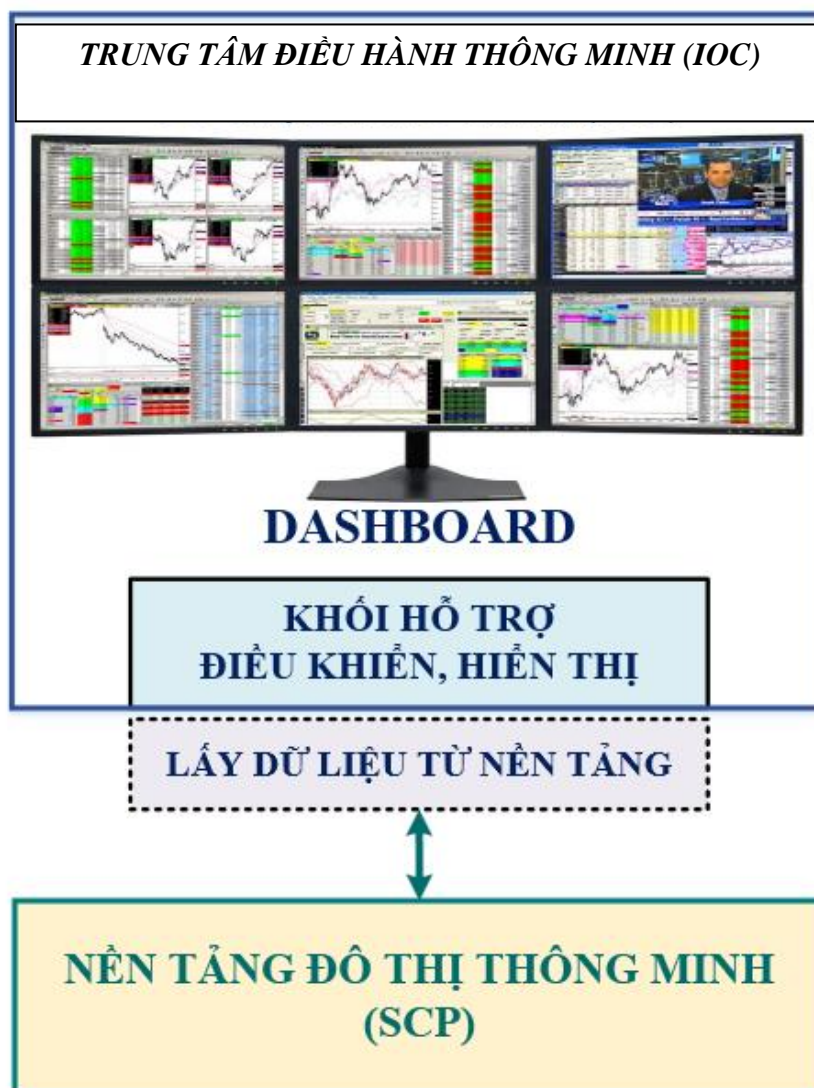 TRUNG TÂM ĐIỀU HÀNH THÔNG MINH (IOC)
DASHBOARD
KHỐI HỖ TRỢ
ĐIỀU KHIỂN, HIỂN THỊ
LẤY DỮ LIỆU TỪ NỀN TẢNG
NỀN TẢNG ĐÔ THỊ THÔNG MINH
(SCP)